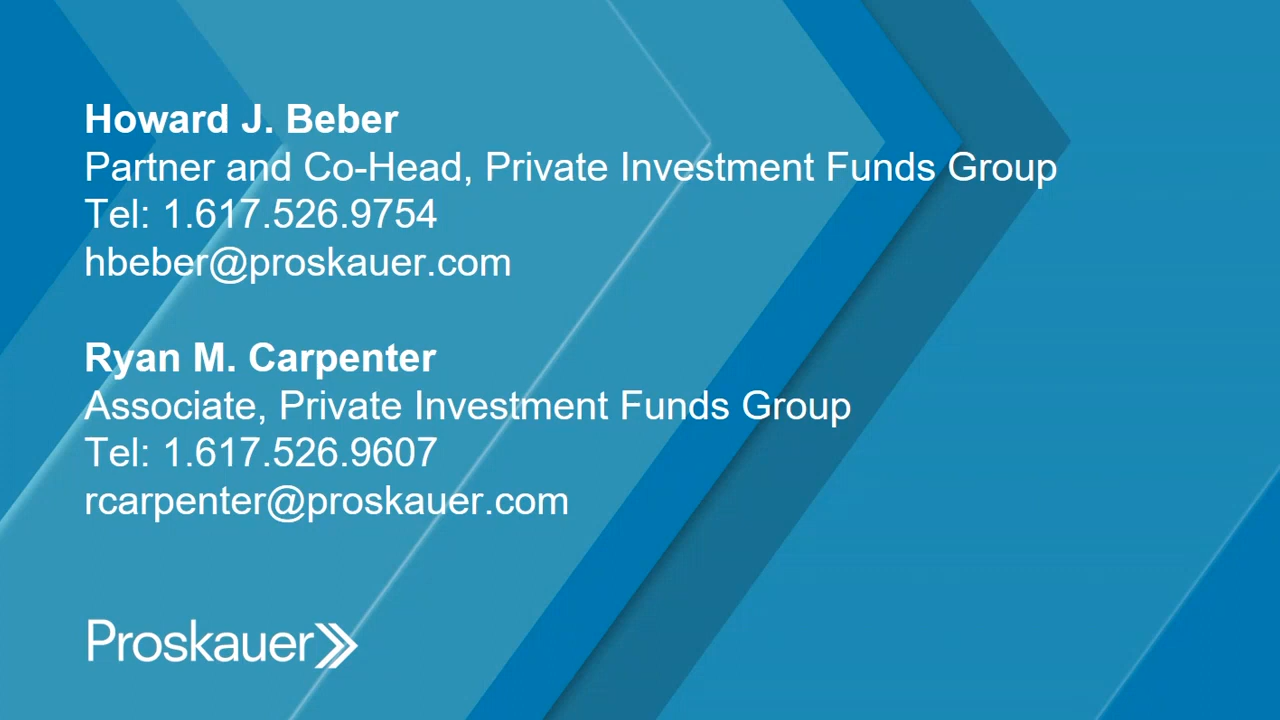 Howard J. Beber
Partner and Co-Head, Private Investment Funds Group
Tel: 1.617.526.9754
hbeber@proskauer.com
Ryan M. Carpenter
Associate, Private Investment Funds Group
Tel: 1.617.526.9607
rcarpenter@proskauer.com
Proskauer